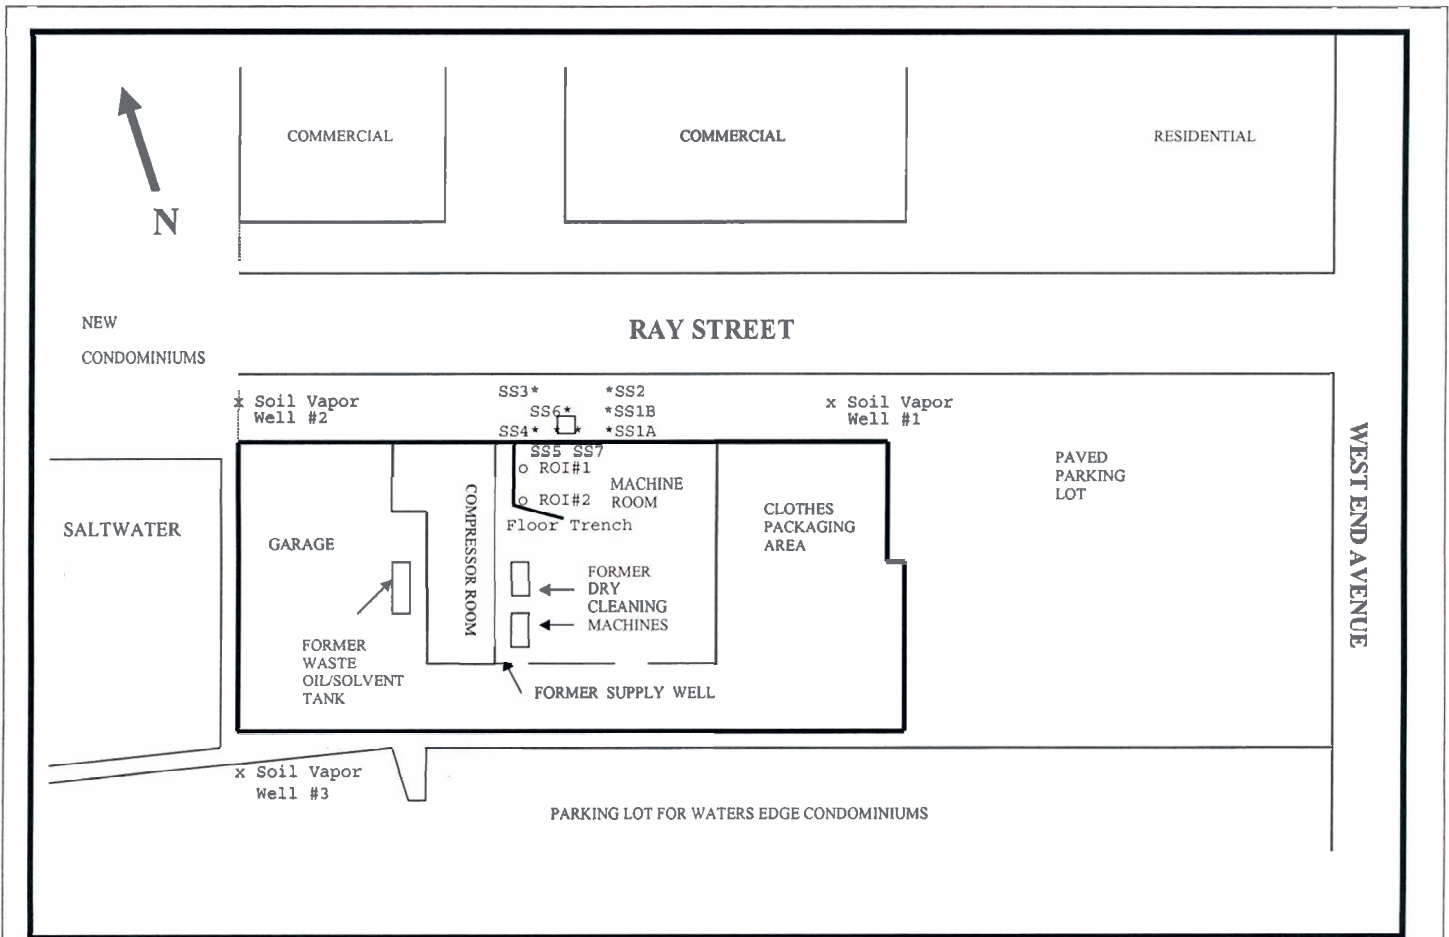 COMMERCIAL
COMMERCIAL
RESIDENTIAL
N
NEW
CONDOMINIUMS
RAY STREET
x Soil Vapor
Well #2
SS3*
*SS2
SS6*
*SS1B
SS4*
* *
*SS1A
SS5 SS7
x Soil Vapor
Well #1
o ROI#1
o ROI#2
MACHINE
ROOM
Floor Trench
COMPRESSOR ROOM
CLOTHES
PACKAGING
AREA
PAVED
PARKING
LOT
WEST END AVENUE
SALTWATER
GARAGE
FORMER
DRY
CLEANING
MACHINES
FORMER
WASTE
OIL/SOLVENT
TANK
FORMER SUPPLY WELL
x Soil Vapor
Well #3
PARKING LOT FOR WATERS EDGE CONDOMINIUMS